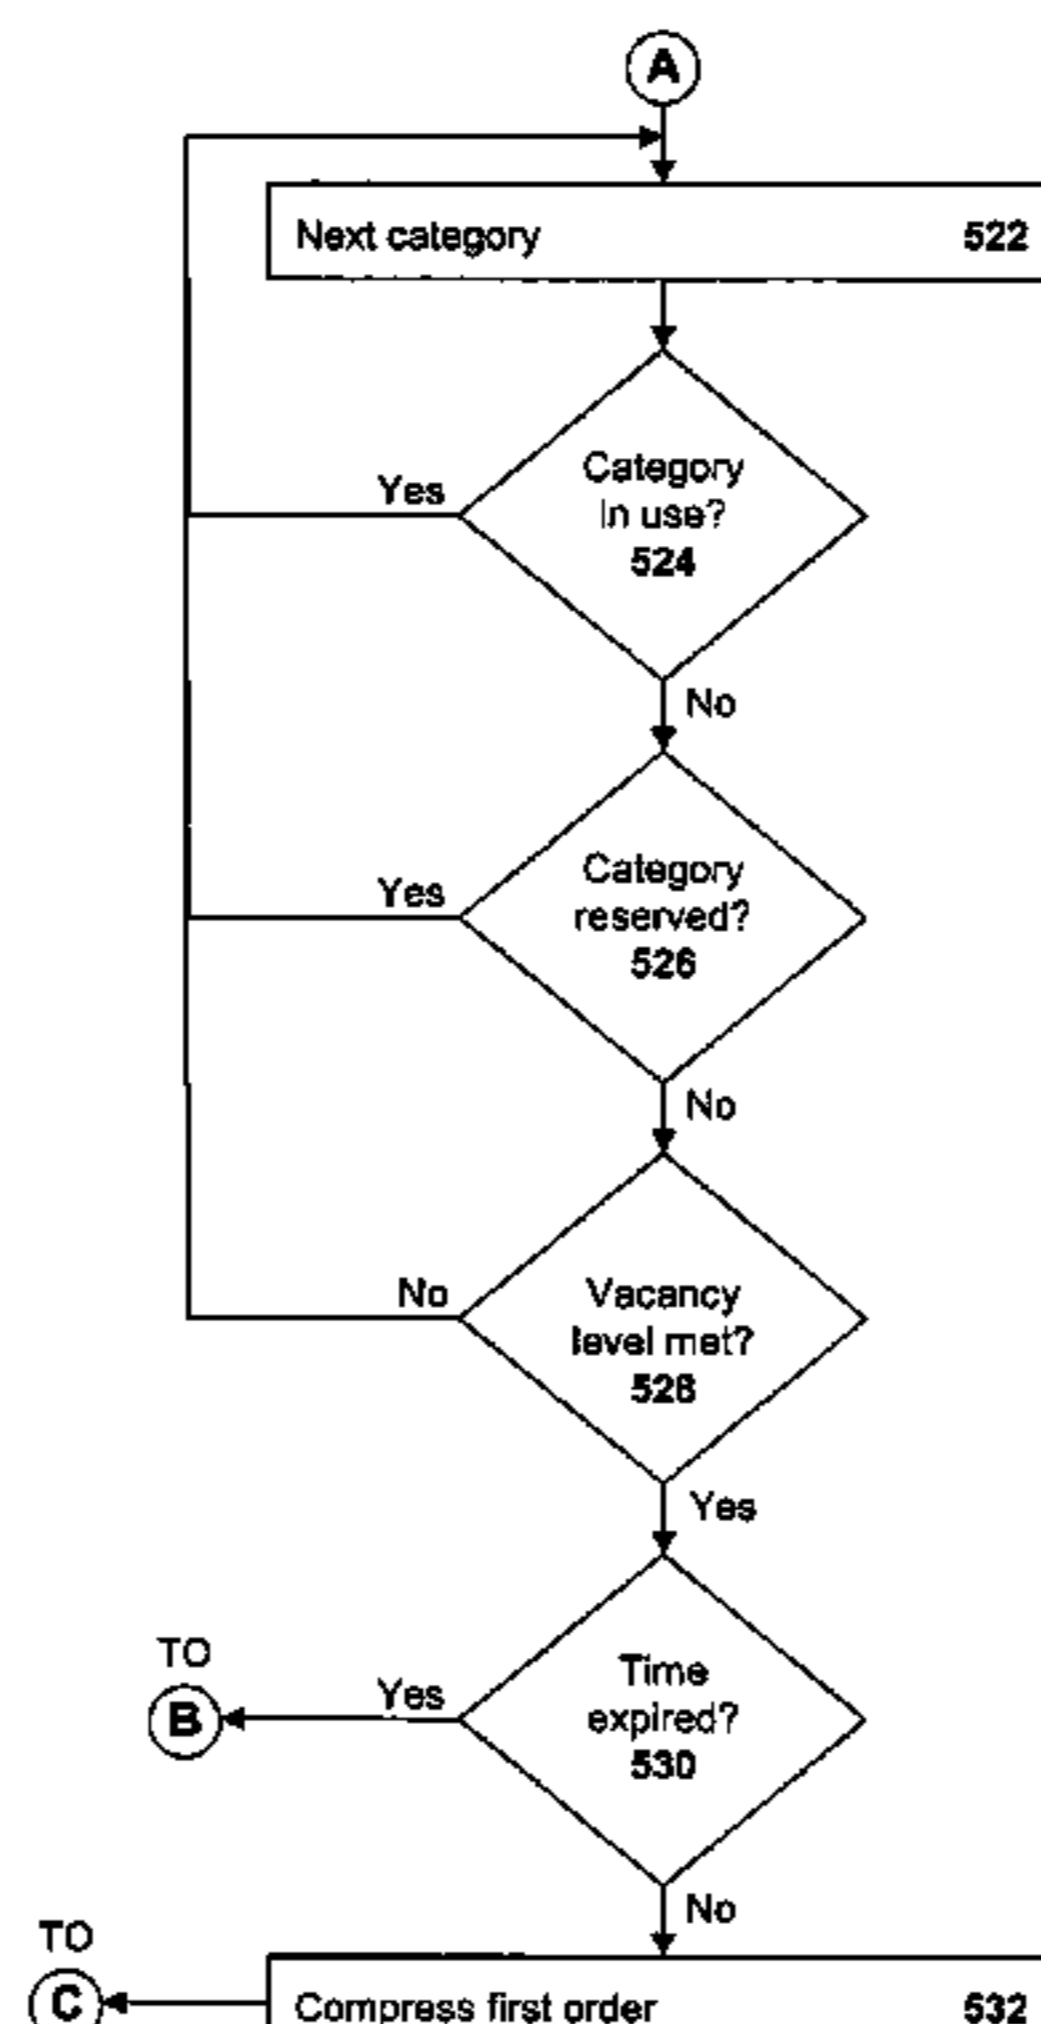 A
Next category 522
Category
in use?
524
Yes
No
Category
reserved?
526
Yes
No
Vacancy
level met?
528
No
Yes
Time
expired?
530
Yes
TO
B
No
TO
C
Compress first order 532